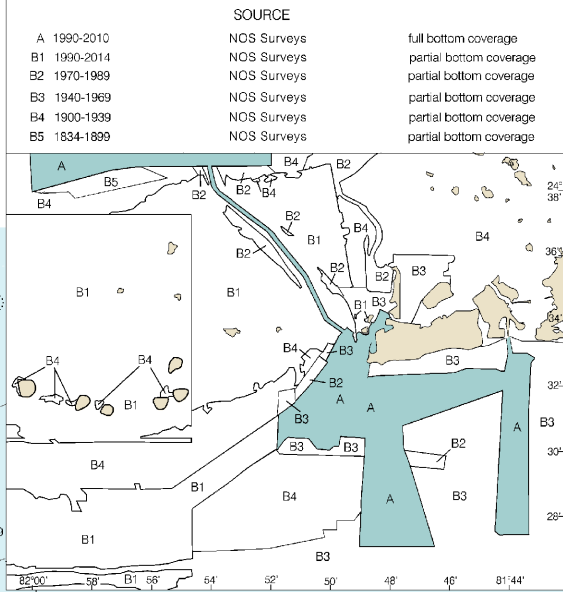 SOURCE
A 1990-2010 NOS Surveys full bottom coverage
B1 1990-2014 NOS Surveys partial bottom coverage
B2 1970-1989 NOS Surveys partial bottom coverage
B3 1940-1969 NOS Surveys partial bottom coverage
B4 1900-1939 NOS Surveys partial bottom coverage
B5 1834-1899 NOS Surveys partial bottom coverage
A B4 B2
B5 24°
B4 B2 B2 B4 38'
B2 B4 B4
B1
B2 B2 B3 36'
B1 B1 B2
B1 B3 34'
B4 B3
B4 B4 B3
B2 32'
B1 A A
B3 A B3
B3 B3 B2 30'
B4
B1 B4 A B3
28'
B1
B3
82°00' 58' B1 56' 54' 52' 50' 48' 46' 81°44'